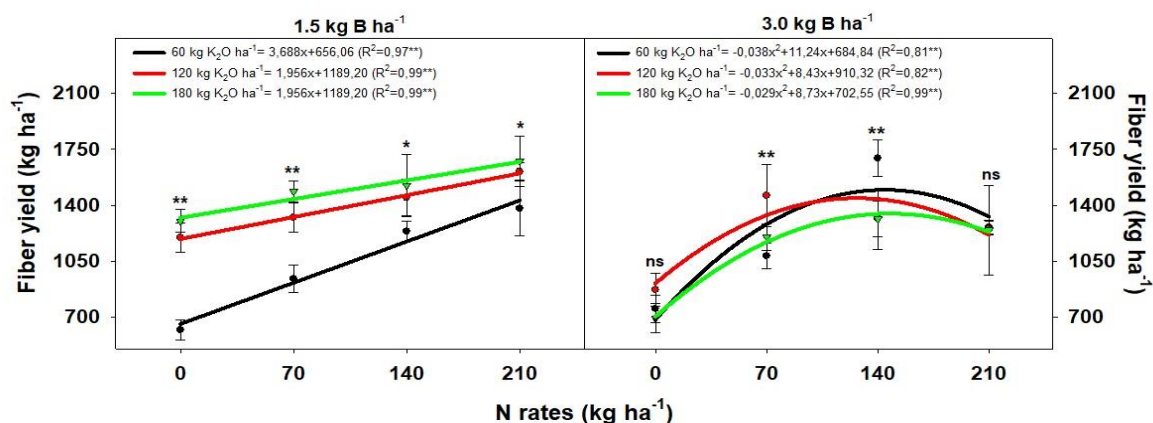 1.5 kg B ha⁻¹
60 kg K₂O ha⁻¹= 3,688x+656,06 (R²=0,97**)
120 kg K₂O ha⁻¹= 1,956x+1189,20 (R²=0,99**)
180 kg K₂O ha⁻¹= 1,956x+1189,20 (R²=0,99**)
3.0 kg B ha⁻¹
60 kg K₂O ha⁻¹= -0,038x²+11,24x+684,84 (R²=0,81**)
120 kg K₂O ha⁻¹= -0,033x²+8,43x+910,32 (R²=0,82**)
180 kg K₂O ha⁻¹= -0,029x²+8,73x+702,55 (R²=0,99**)
Fiber yield (kg ha⁻¹)
2100
1750
1400
1050
700
** ** * *
ns ** ** ns
2100
1750
1400
1050
700
Fiber yield (kg ha⁻¹)
0 70 140 210
0 70 140 210
N rates (kg ha⁻¹)